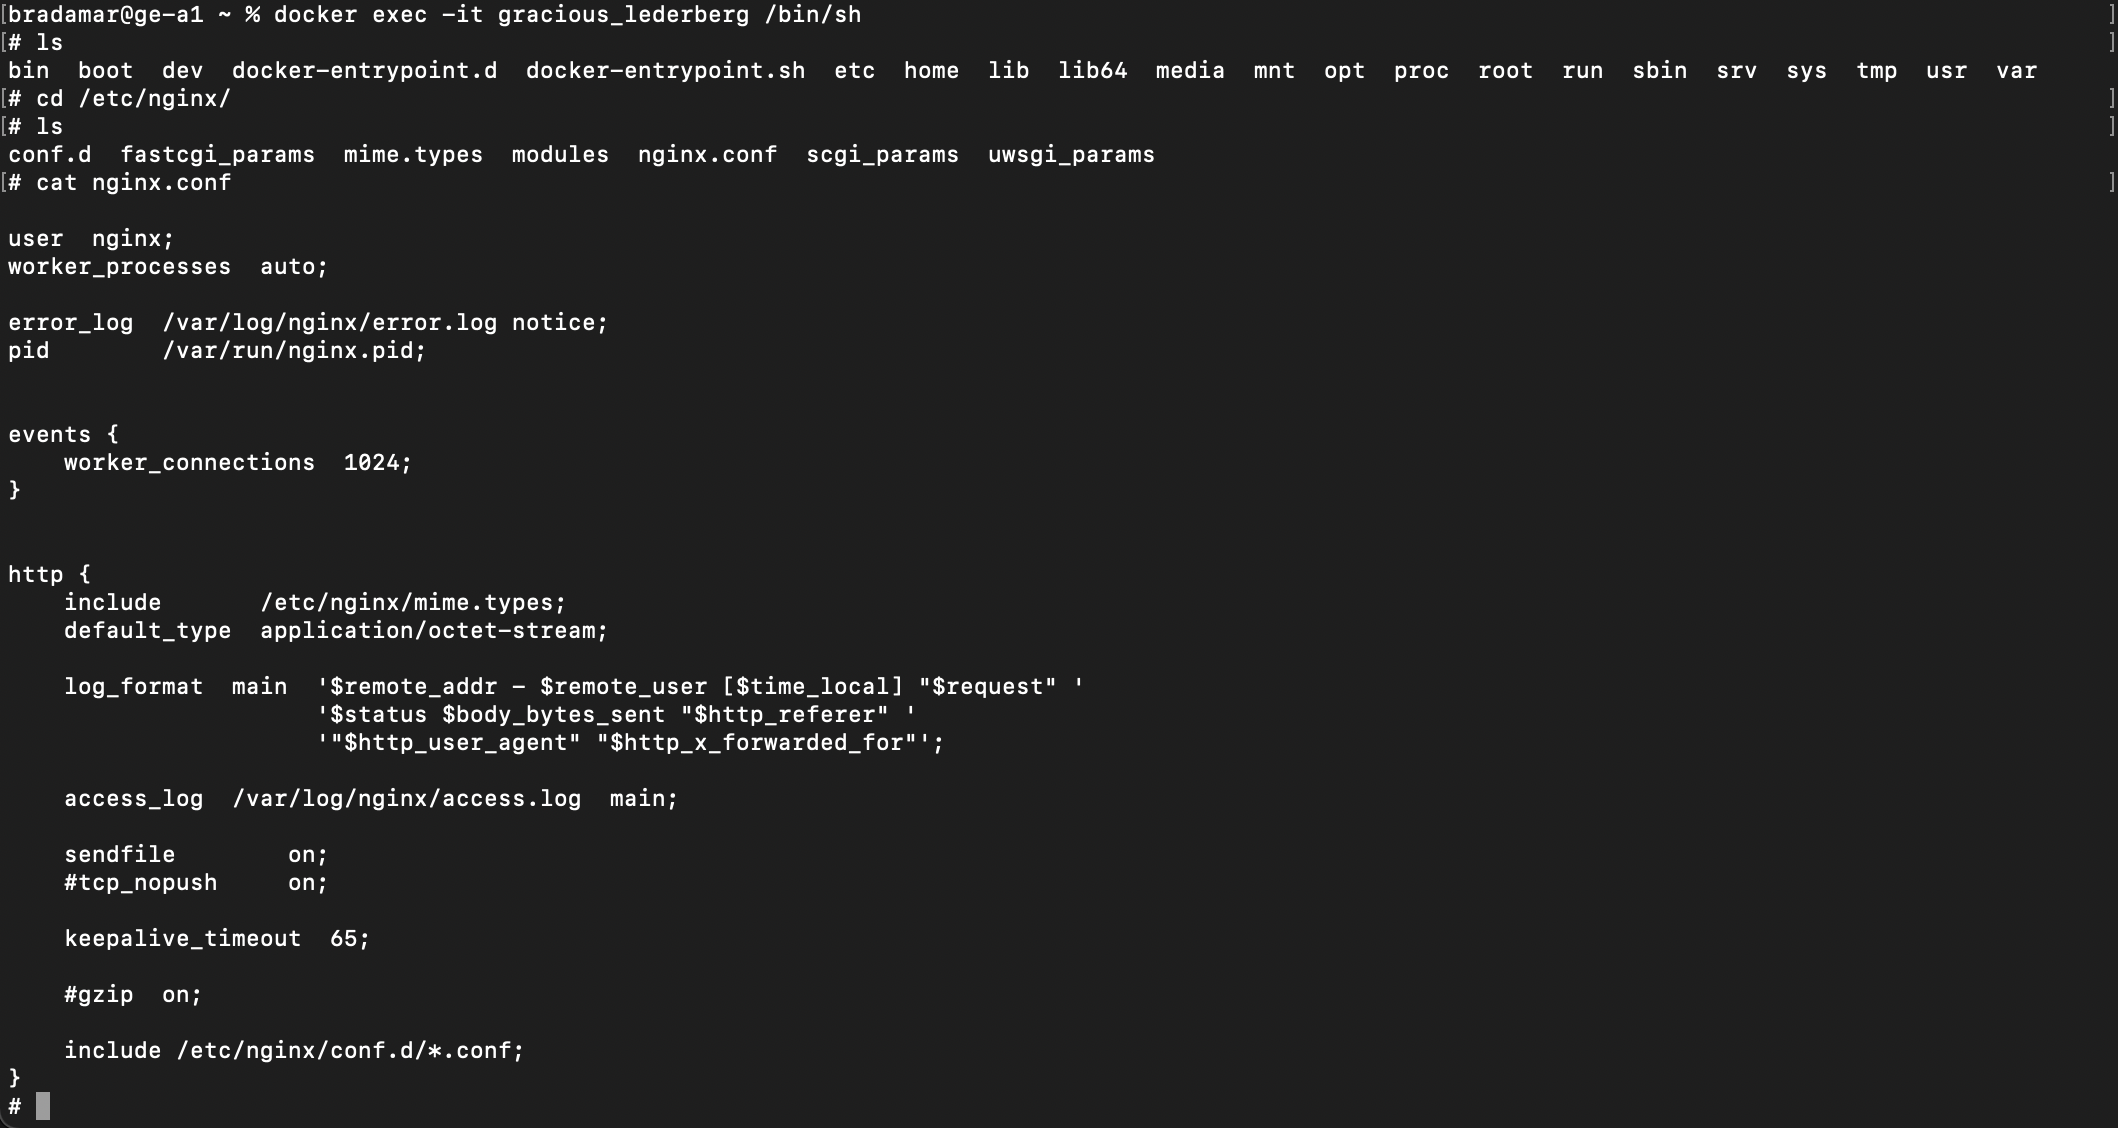 [bradamar@ge-a1 ~ % docker exec -it gracious_lederberg /bin/sh ]
[# ls ]
bin  boot  dev  docker-entrypoint.d  docker-entrypoint.sh  etc  home  lib  lib64  media  mnt  opt  proc  root  run  sbin  srv  sys  tmp  usr  var
[# cd /etc/nginx/ ]
[# ls ]
conf.d  fastcgi_params  mime.types  modules  nginx.conf  scgi_params  uwsgi_params
[# cat nginx.conf ]

user  nginx;
worker_processes  auto;

error_log  /var/log/nginx/error.log notice;
pid        /var/run/nginx.pid;


events {
    worker_connections  1024;
}


http {
    include       /etc/nginx/mime.types;
    default_type  application/octet-stream;

    log_format  main  '$remote_addr - $remote_user [$time_local] "$request" '
                      '$status $body_bytes_sent "$http_referer" '
                      '"$http_user_agent" "$http_x_forwarded_for"';

    access_log  /var/log/nginx/access.log  main;

    sendfile        on;
    #tcp_nopush     on;

    keepalive_timeout  65;

    #gzip  on;

    include /etc/nginx/conf.d/*.conf;
}
#